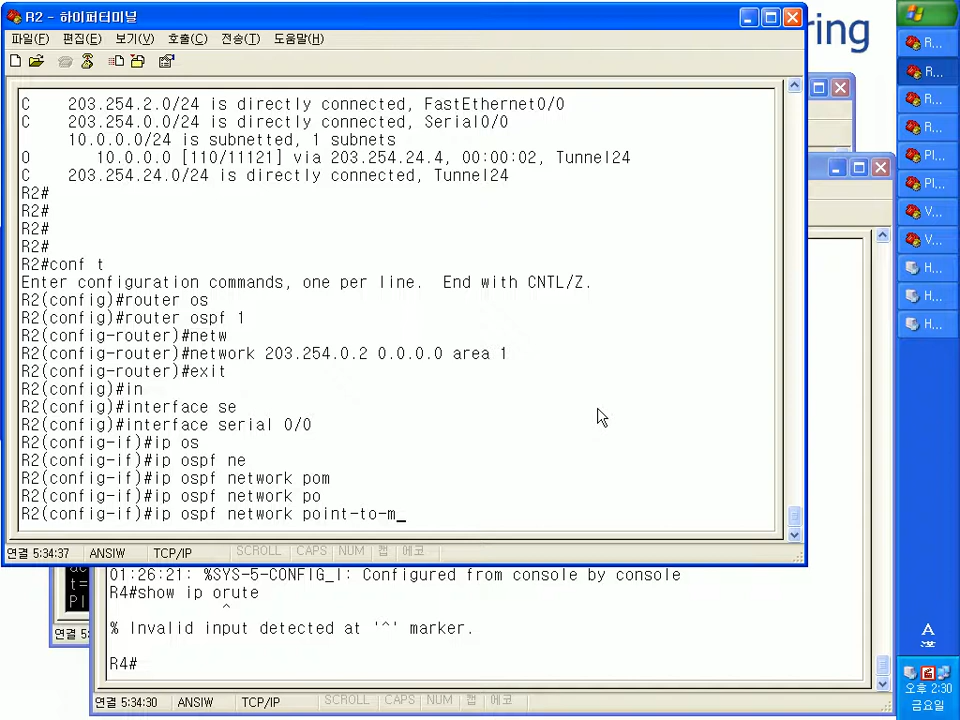 R2 - 하이퍼터미널
파일(F) 편집(E) 보기(V) 호출(C) 전송(T) 도움말(H)
C    203.254.2.0/24 is directly connected, FastEthernet0/0
C    203.254.0.0/24 is directly connected, Serial0/0
     10.0.0.0/24 is subnetted, 1 subnets
O       10.0.0.0 [110/11121] via 203.254.24.4, 00:00:02, Tunnel24
C    203.254.24.0/24 is directly connected, Tunnel24
R2#
R2#
R2#
R2#
R2#conf t
Enter configuration commands, one per line.  End with CNTL/Z.
R2(config)#router os
R2(config)#router ospf 1
R2(config-router)#netw
R2(config-router)#network 203.254.0.2 0.0.0.0 area 1
R2(config-router)#exit
R2(config)#in
R2(config)#interface se
R2(config)#interface serial 0/0
R2(config-if)#ip os
R2(config-if)#ip ospf ne
R2(config-if)#ip ospf network pom
R2(config-if)#ip ospf network po
R2(config-if)#ip ospf network point-to-m_
연결 5:34:37 ANSIW TCP/IP SCROLL CAPS NUM 캡 에코
01:26:21: %SYS-5-CONFIG_I: Configured from console by console
R4#show ip orute
^
% Invalid input detected at '^' marker.
R4#
연결 5:34:30 ANSIW TCP/IP SCROLL CAPS NUM 캡 에코
연결 5:
ring
R...
R...
R...
R...
Pl...
Pl...
V...
V...
H...
H...
H...
A
漢
오후 2:30
금요일